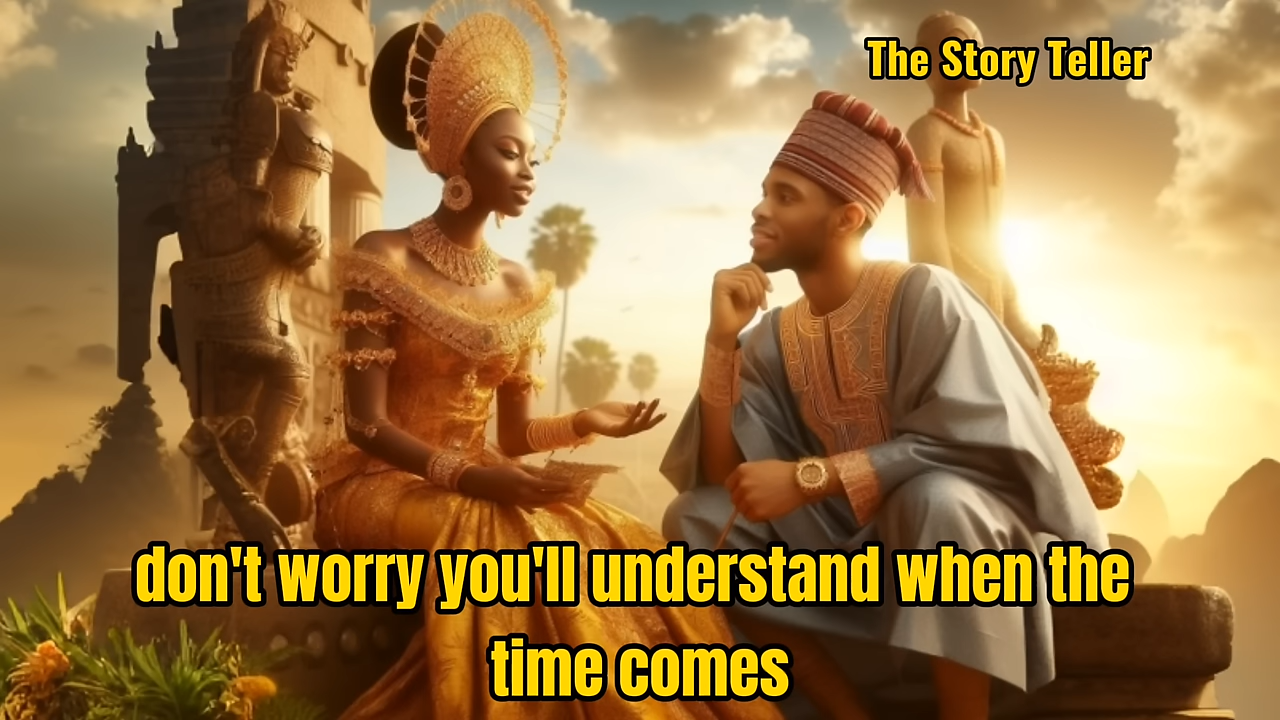 The Story Teller
don't worry you'll understand when the
time comes